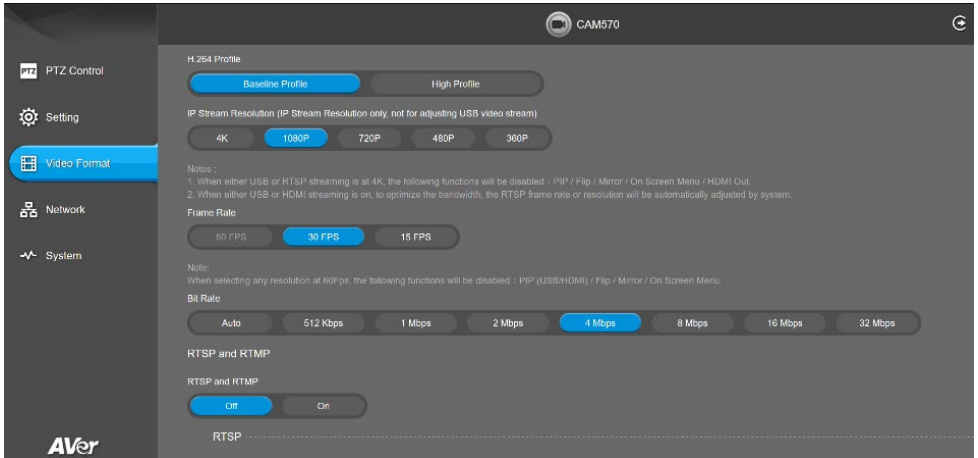 CAM570
PTZ PTZ Control
Setting
Video Format
Network
System
AVer
H.264 Profile
Baseline Profile High Profile
IP Stream Resolution (IP Stream Resolution only, not for adjusting USB video stream)
4K 1080P 720P 480P 360P
Notes :
1. When either USB or RTSP streaming is at 4K, the following functions will be disabled : PIP / Flip / Mirror / On Screen Menu / HDMI Out.
2. When either USB or HDMI streaming is on, to optimize the bandwidth, the RTSP frame rate or resolution will be automatically adjusted by system.
Frame Rate
60 FPS 30 FPS 15 FPS
Note:
When selecting any resolution at 60Fps, the following functions will be disabled : PIP (USB/HDMI) / Flip / Mirror / On Screen Menu.
Bit Rate
Auto 512 Kbps 1 Mbps 2 Mbps 4 Mbps 8 Mbps 16 Mbps 32 Mbps
RTSP and RTMP
RTSP and RTMP
Off On
RTSP